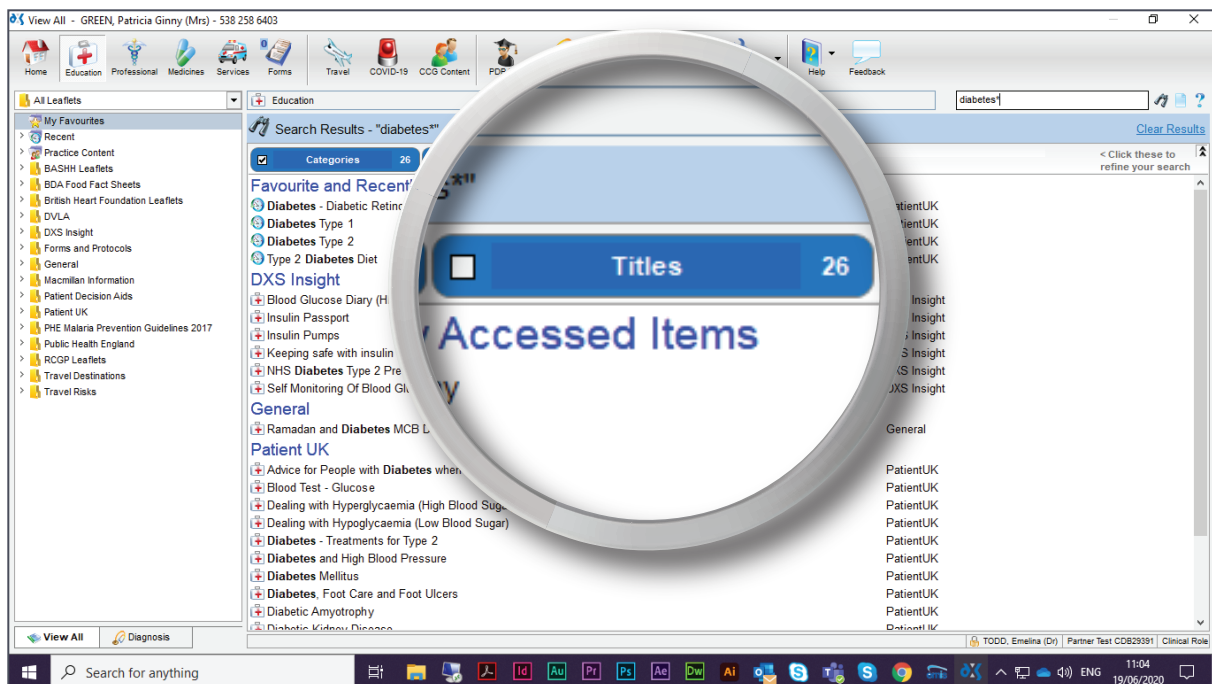 View All - GREEN, Patricia Ginny (Mrs) - 538 258 6403
Home Education Professional Medicines Services Forms Travel COVID-19 CCG Content PDP Help Feedback
All Leaflets Education diabetes*
My Favourites
Recent
Practice Content
BASHH Leaflets
BDA Food Fact Sheets
British Heart Foundation Leaflets
DVLA
DXS Insight
Forms and Protocols
General
Macmillan Information
Patient Decision Aids
Patient UK
PHE Malaria Prevention Guidelines 2017
Public Health England
RCGP Leaflets
Travel Destinations
Travel Risks
Search Results - "diabetes*" Clear Results
Categories 26 < Click these to
refine your search
Favourite and Recent
Diabetes - Diabetic
Diabetes Type 1
Diabetes Type 2
Type 2 Diabetes Diet
DXS Insight
Blood Glucose Diary Insight
Insulin Passport Insight
Insulin Pumps Insight
Keeping safe with insulin Insight
NHS Diabetes Type 2 Insight
Self Monitoring Of Blood DXS Insight
General
Ramadan and Diabetes MCB General
Patient UK
Advice for People with Diabetes when PatientUK
Blood Test - Glucose PatientUK
Dealing with Hyperglycaemia (High Blood PatientUK
Dealing with Hypoglycaemia (Low Blood Sugar) PatientUK
Diabetes - Treatments for Type 2 PatientUK
Diabetes and High Blood Pressure PatientUK
Diabetes Mellitus PatientUK
Diabetes, Foot Care and Foot Ulcers PatientUK
Diabetic Amyotrophy PatientUK
Diabetic Kidney Disease PatientUK
Titles 26
Accessed Items
View All Diagnosis
TODD, Emelina (Dr) Partner Test CDB29391 Clinical Role
Search for anything Id Au Pr Ps Ae Dw Ai ENG 11:04
19/06/2020